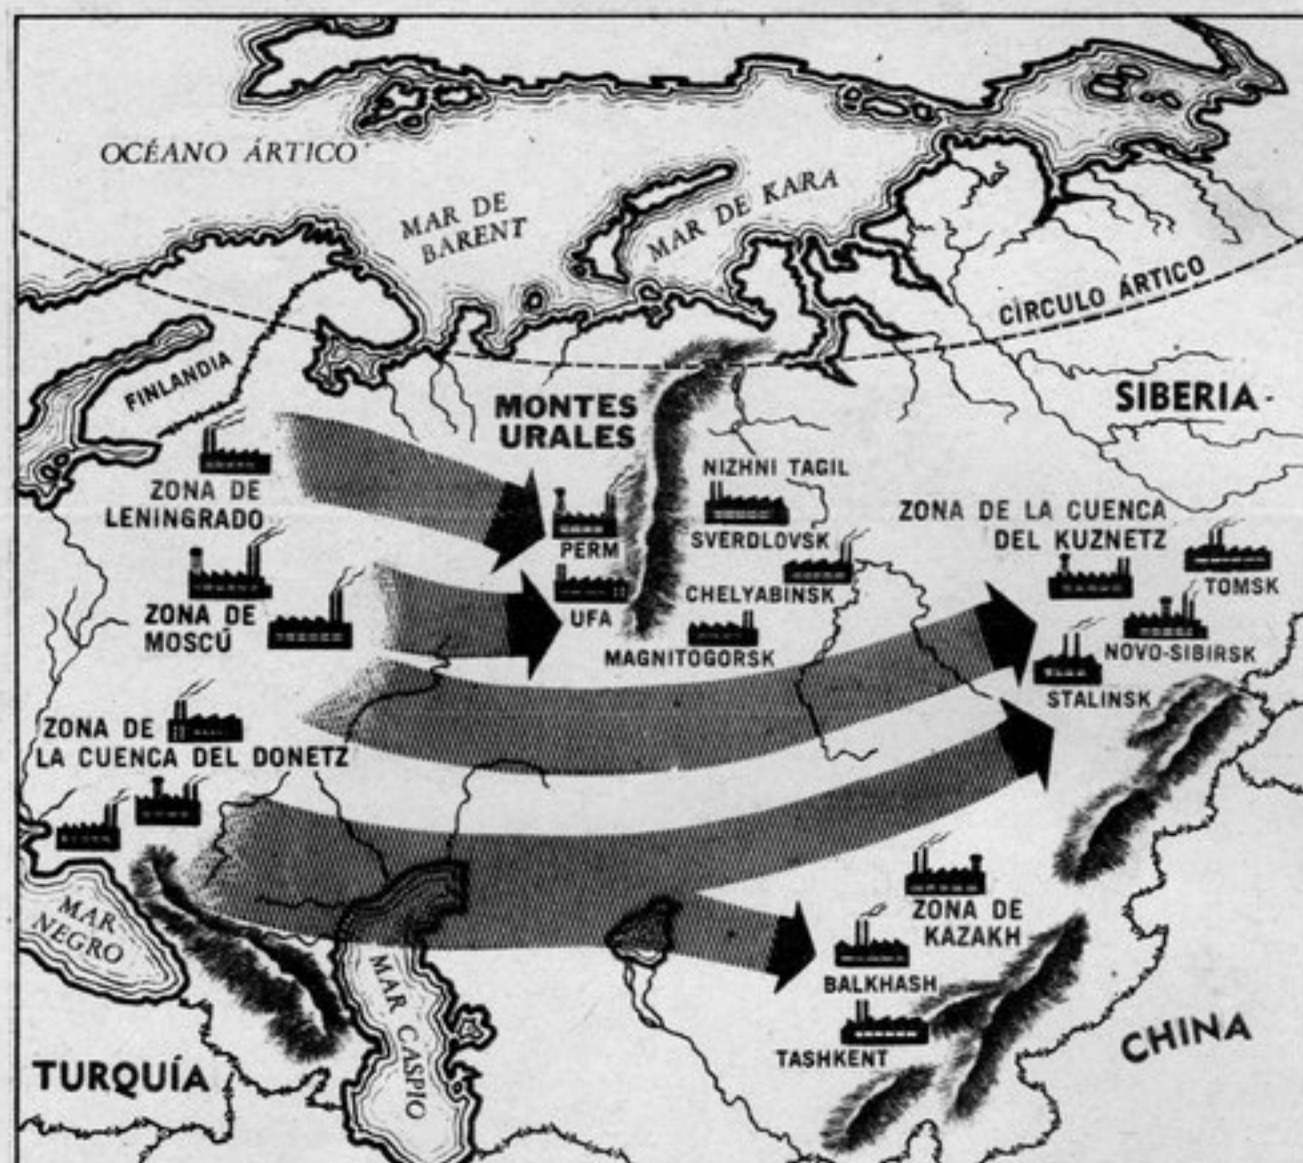 OCÉANO ÁRTICO
MAR DE
BARENT
MAR DE KARA
CÍRCULO ÁRTICO
FINLANDIA
MONTES
URALES
SIBERIA
ZONA DE
LENINGRADO
NIZHNI TAGIL
PERM
SVERDLOVSK
ZONA DE LA CUENCA
DEL KUZNETZ
TOMSK
ZONA DE
MOSCÚ
UFA
CHELYABINSK
MAGNITOGORSK
NOVO-SIBIRSK
STALINSK
ZONA DE
LA CUENCA DEL DONETZ
MAR
NEGRO
ZONA DE
KAZAKH
BALKHASH
TASHKENT
MAR CASPIO
TURQUÍA
CHINA